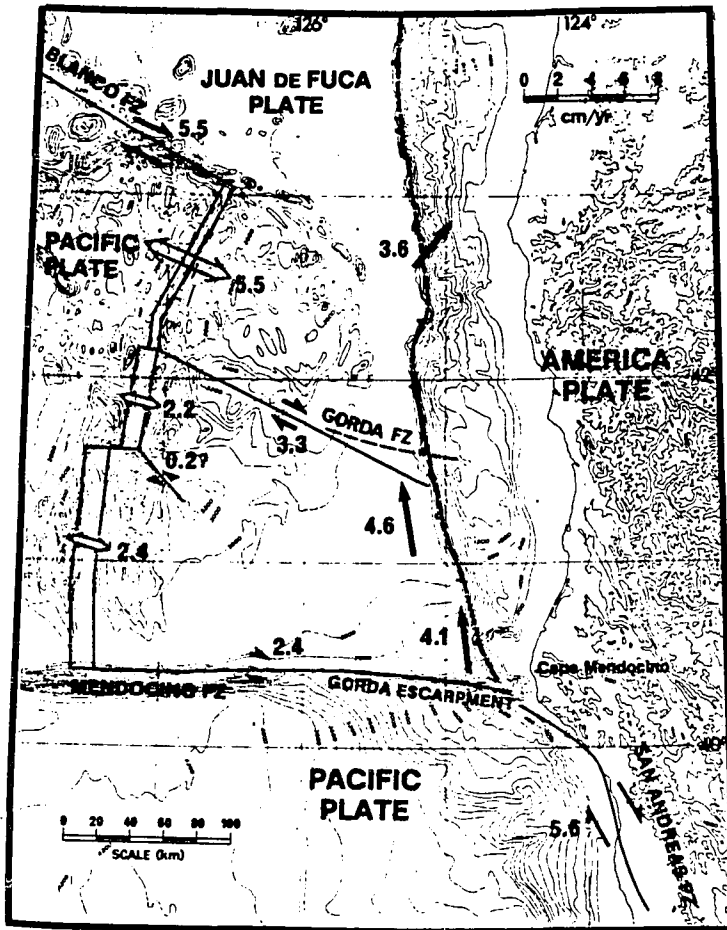 126°
124°
BLANCO FZ
5.5
JUAN DE FUCA
PLATE
0 2 4 6 8
cm/yr
PACIFIC
PLATE
5.5
3.6
AMERICA
PLATE
2.2
GORDA FZ
3.3
0.2?
4.6
2.4
2.4
4.1
Cape Mendocino
MENDOCINO FZ
GORDA ESCARPMENT
PACIFIC
PLATE
SAN ANDREAS FZ
5.6
0 20 40 60 80 100
SCALE (km)